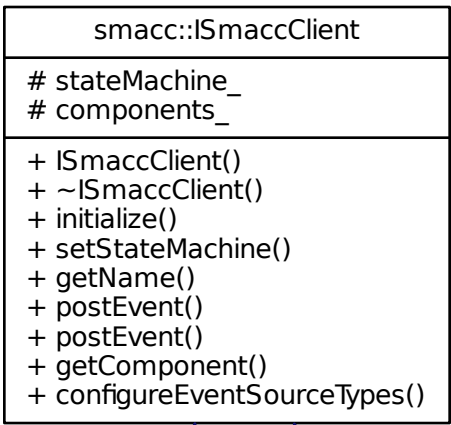 smacc::ISmaccClient
# stateMachine_
# components_
+ ISmaccClient()
+ ~ISmaccClient()
+ initialize()
+ setStateMachine()
+ getName()
+ postEvent()
+ postEvent()
+ getComponent()
+ configureEventSourceTypes()